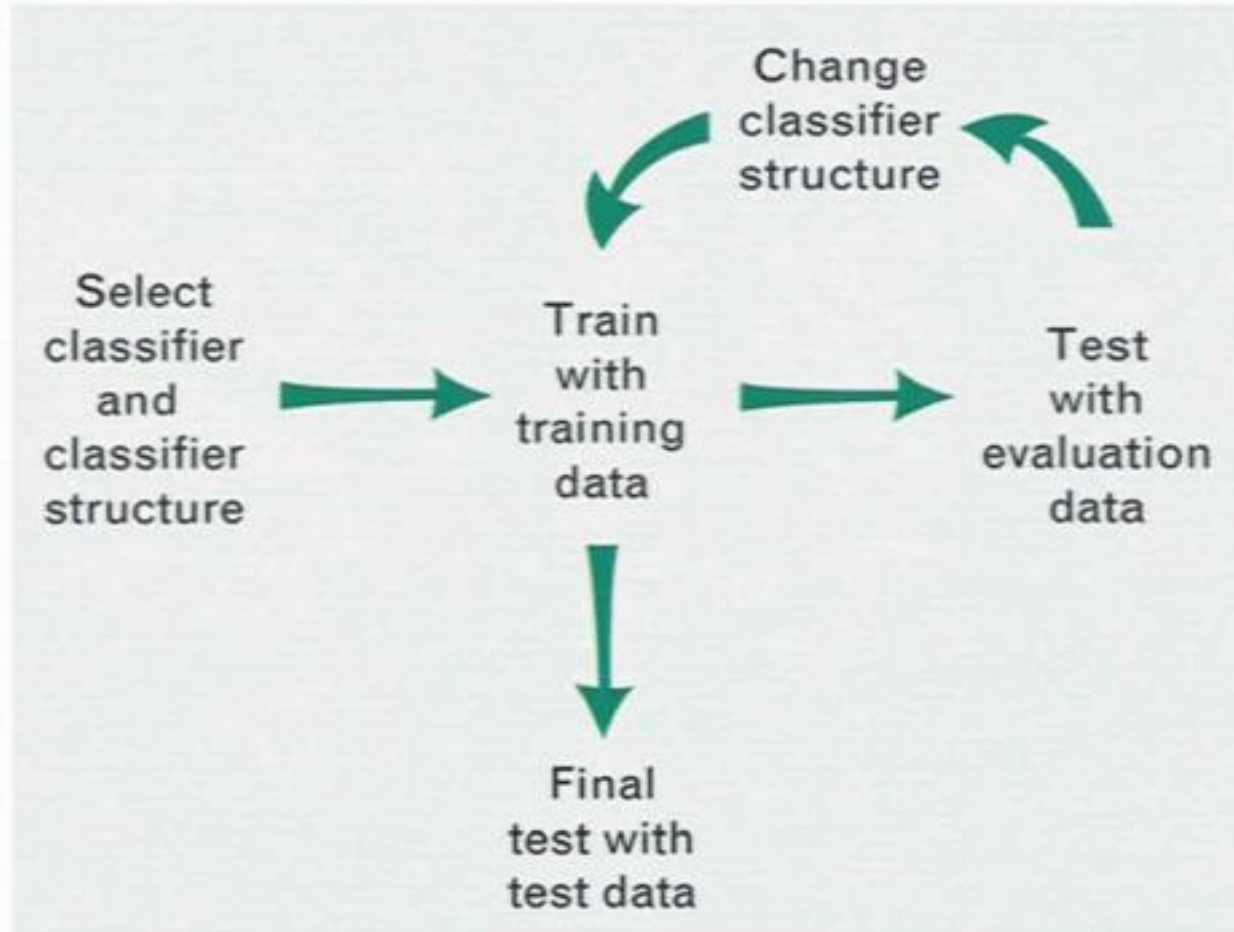 Select
classifier
and
classifier
structure
Train
with
training
data
Test
with
evaluation
data
Change
classifier
structure
Final
test with
test data